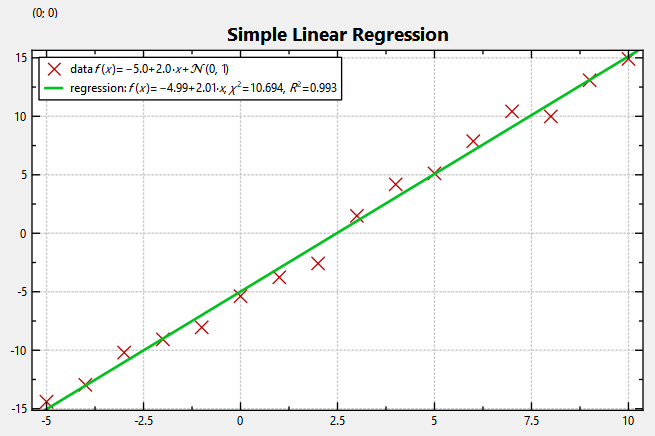 (0; 0)
Simple Linear Regression
data f(x)=−5.0+2.0·x+𝒩(0, 1)
regression: f(x)=−4.99+2.01·x, χ²=10.694, R²=0.993
15
10
5
0
-5
-10
-15
-5 -2.5 0 2.5 5 7.5 10